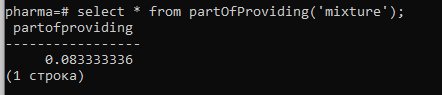 pharma=# select * from partOfProviding('mixture');
 partofproviding
-----------------
     0.083333336
(1 строка)